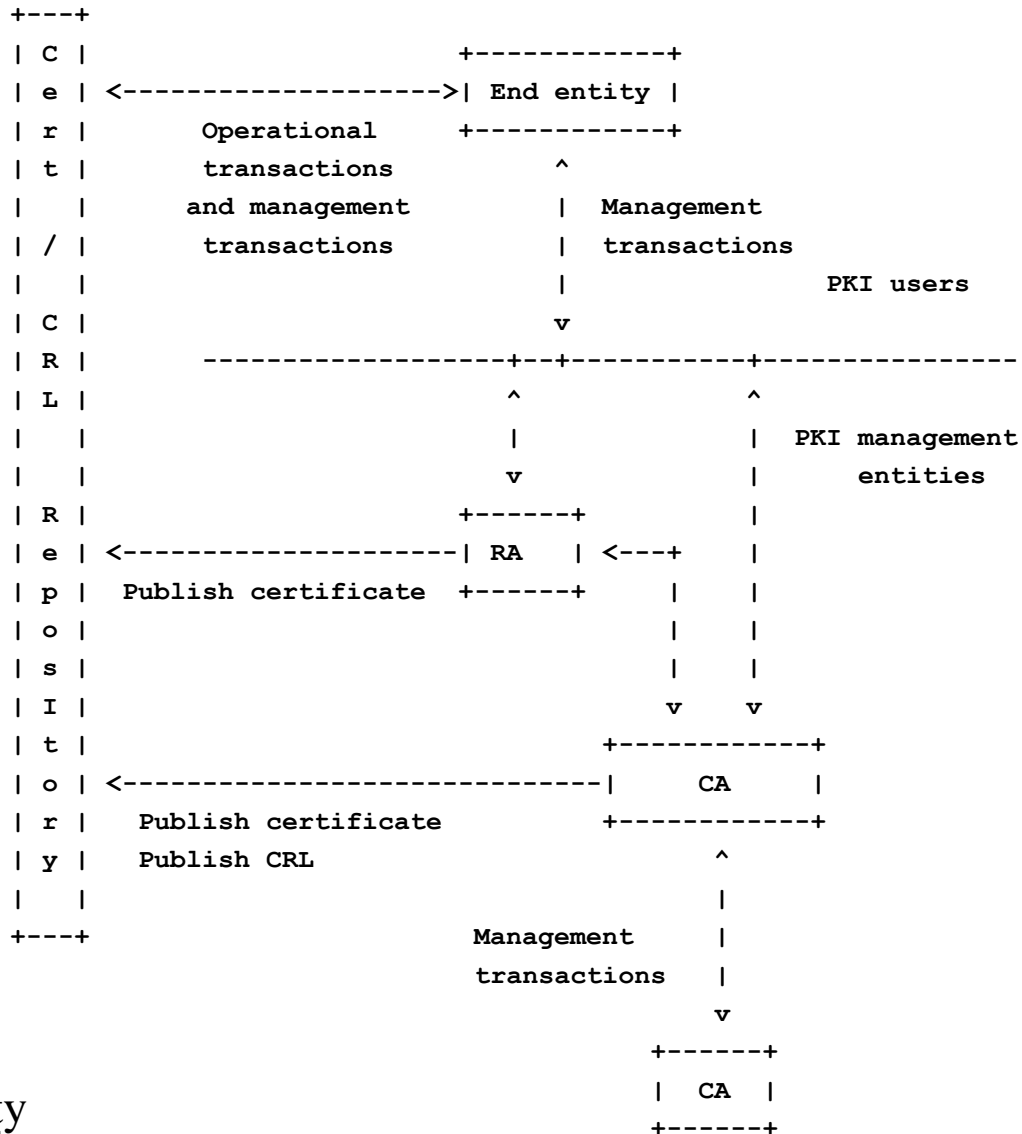 +---+
| C |                       +------------+
| e | <-------------------->| End entity |
| r |       Operational     +------------+
| t |       transactions          ^
|   |      and management         |  Management
| / |       transactions          |  transactions
|   |                             |                PKI users
| C |                             v
| R |       -------------------+--+-----------+----------------
| L |                          ^              ^
|   |                          |              |  PKI management
|   |                          v              |      entities
| R |                       +------+          |
| e | <---------------------| RA   | <---+    |
| p |  Publish certificate  +------+     |    |
| o |                                    |    |
| s |                                    |    |
| I |                                    v    v
| t |                                +------------+
| o | <------------------------------|     CA     |
| r |   Publish certificate          +------------+
| y |   Publish CRL                         ^
|   |                                       |
+---+                        Management     |
                             transactions   |
                                            v
                                        +------+
                                        |  CA  |
ty
                                        +------+